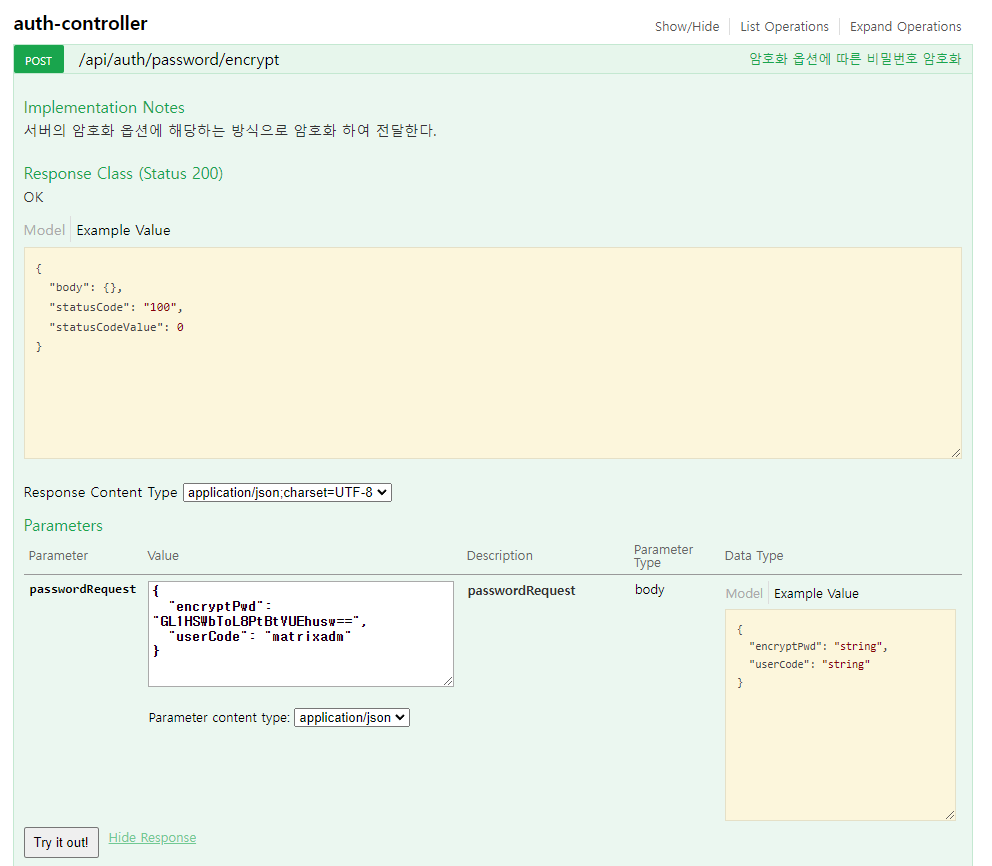 auth-controller
Show/Hide List Operations Expand Operations
POST /api/auth/password/encrypt 암호화 옵션에 따른 비밀번호 암호화
Implementation Notes
서버의 암호화 옵션에 해당하는 방식으로 암호화 하여 전달한다.
Response Class (Status 200)
OK
Model Example Value
{
"body": {},
"statusCode": "100",
"statusCodeValue": 0
}
Response Content Type application/json;charset=UTF-8
Parameters
Parameter Value Description Parameter Type Data Type
passwordRequest
{
"encryptPwd":
"GL1HSWbToL8PtBtYUEhusw==",
"userCode": "matrixadm"
}
Parameter content type: application/json
passwordRequest
body
Model Example Value
{
"encryptPwd": "string",
"userCode": "string"
}
Try it out! Hide Response